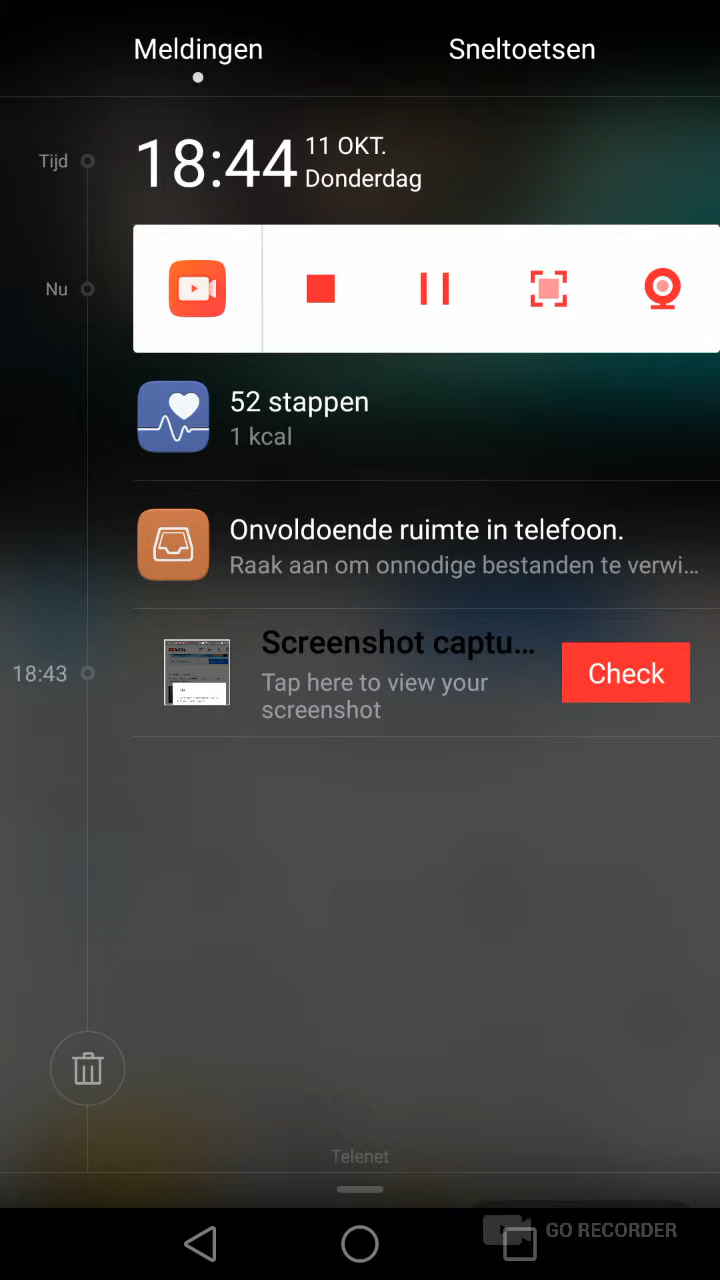 Meldingen
Sneltoetsen
Tijd
18:44
11 OKT.
Donderdag
Nu
52 stappen
1 kcal
Onvoldoende ruimte in telefoon.
Raak aan om onnodige bestanden te verwi...
18:43
Screenshot captu...
Tap here to view your
screenshot
Check
Telenet
GO RECORDER